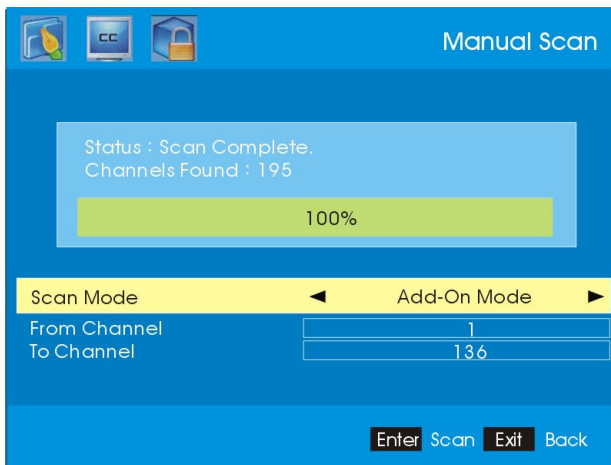 CC
Manual Scan
Status : Scan Complete.
Channels Found : 195
100%
Scan Mode ◄ Add-On Mode ►
From Channel 1
To Channel 136
Enter Scan Exit Back